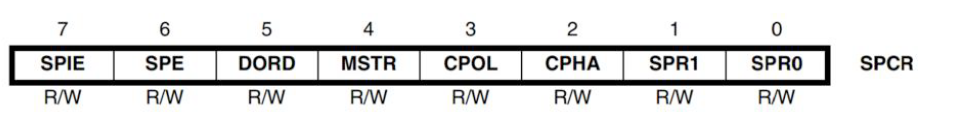 7 6 5 4 3 2 1 0
SPIE SPE DORD MSTR CPOL CPHA SPR1 SPR0 SPCR
R/W R/W R/W R/W R/W R/W R/W R/W